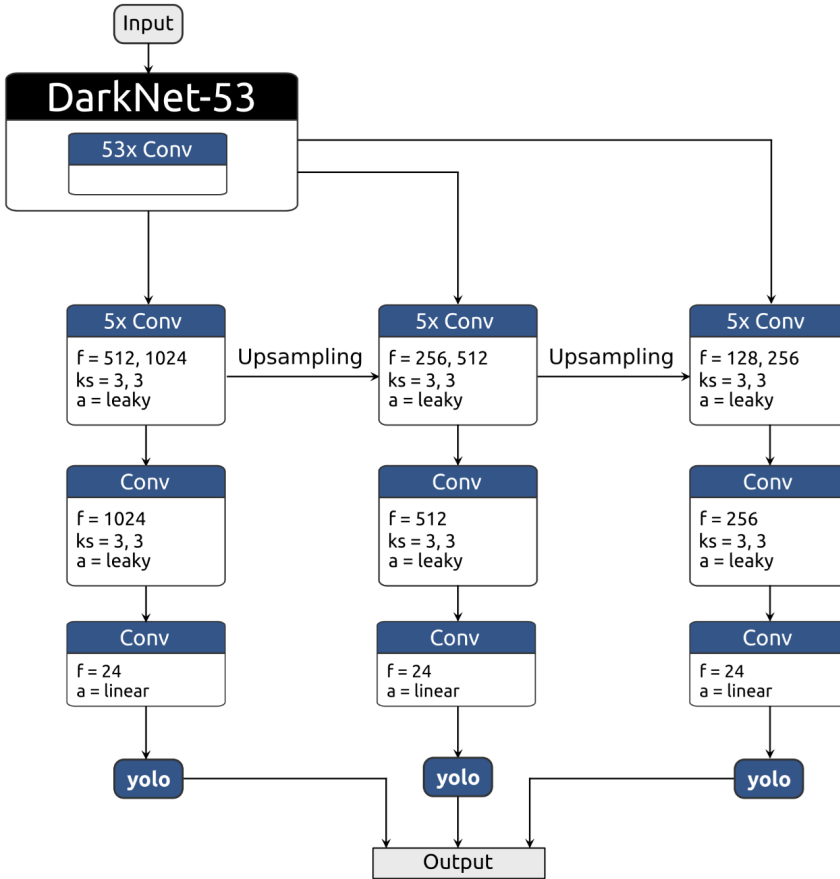 Input
DarkNet-53
53x Conv
5x Conv
f = 512, 1024
ks = 3, 3
a = leaky
Upsampling
5x Conv
f = 256, 512
ks = 3, 3
a = leaky
Upsampling
5x Conv
f = 128, 256
ks = 3, 3
a = leaky
Conv
f = 1024
ks = 3, 3
a = leaky
Conv
f = 512
ks = 3, 3
a = leaky
Conv
f = 256
ks = 3, 3
a = leaky
Conv
f = 24
a = linear
Conv
f = 24
a = linear
Conv
f = 24
a = linear
yolo
yolo
yolo
Output